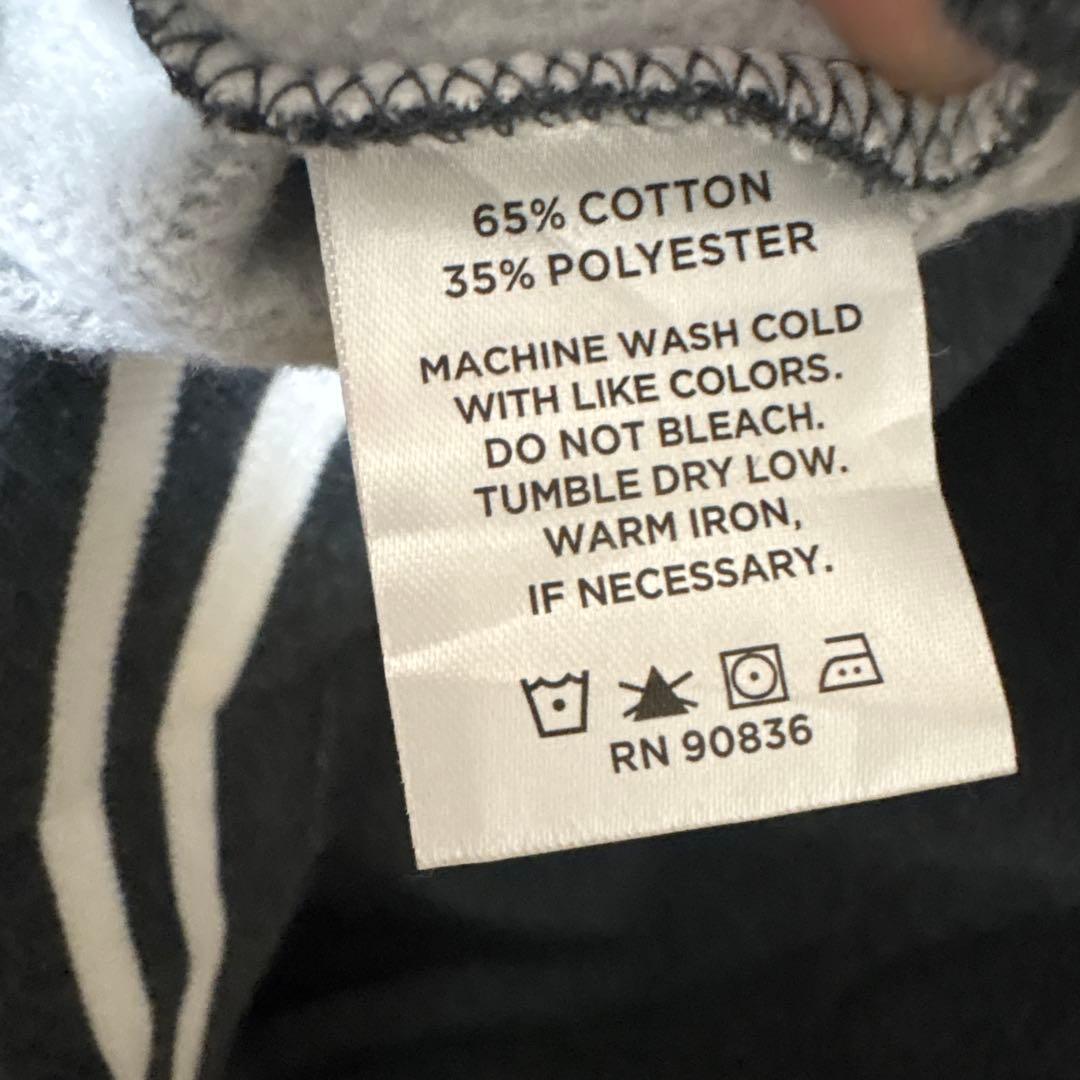 65% COTTON
35% POLYESTER
MACHINE WASH COLD
WITH LIKE COLORS.
DO NOT BLEACH.
TUMBLE DRY LOW.
WARM IRON,
IF NECESSARY.
RN 90836